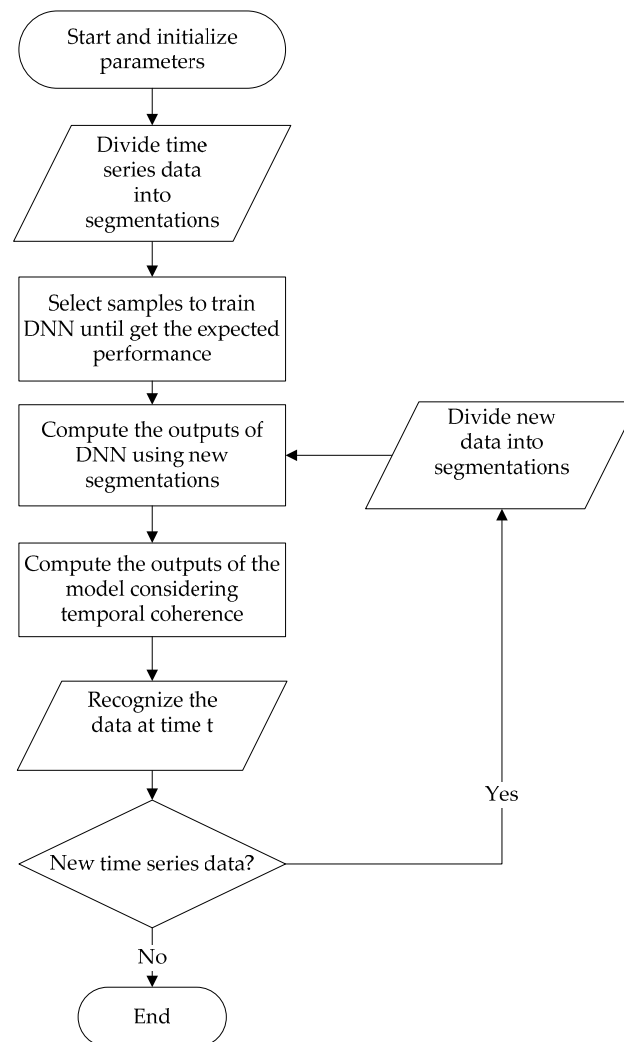 Start and initialize
parameters
Divide time
series data
into
segmentations
Select samples to train
DNN until get the expected
performance
Compute the outputs of
DNN using new
segmentations
Divide new
data into
segmentations
Compute the outputs of the
model considering
temporal coherence
Recognize the
data at time t
Yes
New time series data?
No
End